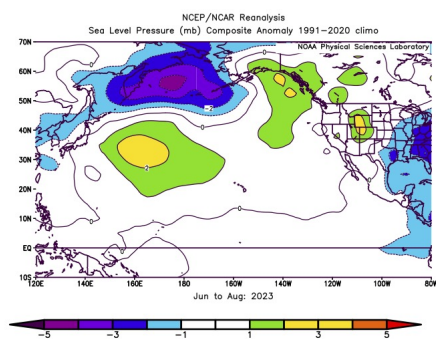 NCEP/NCAR Reanalysis
Sea Level Pressure (mb) Composite Anomaly 1991-2020 climo
NOAA Physical Sciences Laboratory
70N
60N
50N
40N
30N
20N
10N
EQ
10S
120E 140E 160E 180 160W 140W 120W 100W 80W
Jun to Aug: 2023
-5 -3 -1 1 3 5